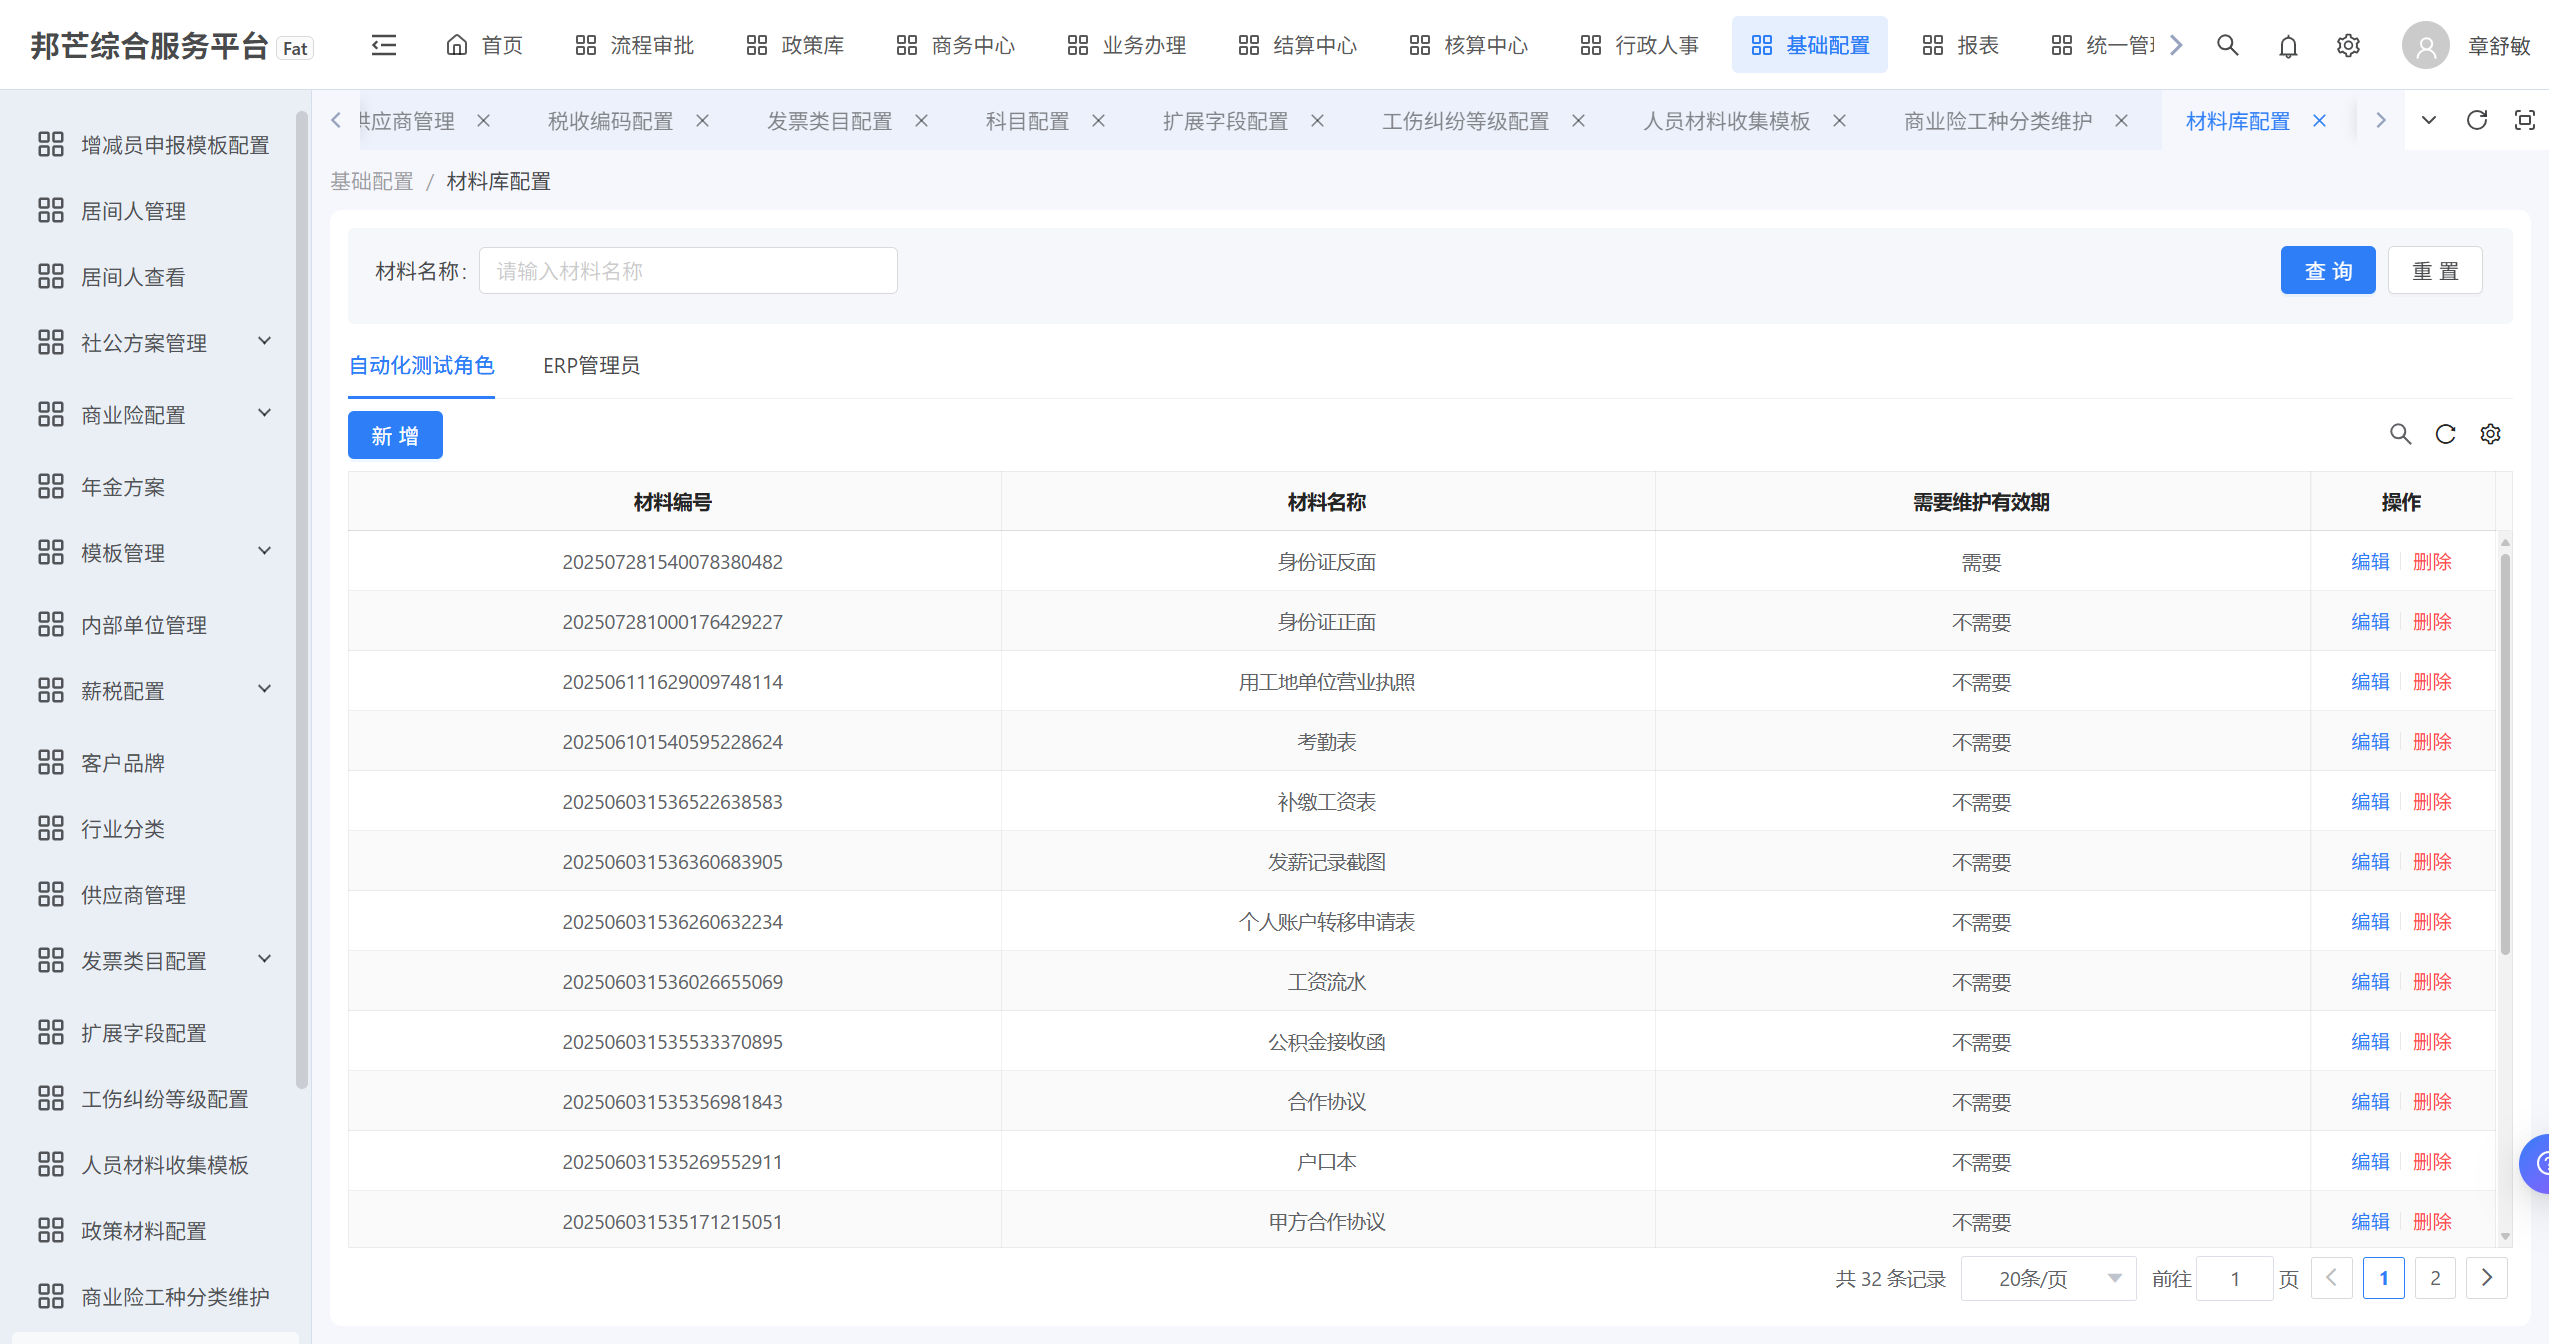 邦芒综合服务平台 Fat
首页 流程审批 政策库 商务中心 业务办理 结算中心 核算中心 行政人事 基础配置 报表 统一管
章舒敏
供应商管理 税收编码配置 发票类目配置 科目配置 扩展字段配置 工伤纠纷等级配置 人员材料收集模板 商业险工种分类维护 材料库配置
增减员申报模板配置
居间人管理
居间人查看
社公方案管理
商业险配置
年金方案
模板管理
内部单位管理
薪税配置
客户品牌
行业分类
供应商管理
发票类目配置
扩展字段配置
工伤纠纷等级配置
人员材料收集模板
政策材料配置
商业险工种分类维护
基础配置 / 材料库配置
材料名称: 请输入材料名称 查询 重置
自动化测试角色 ERP管理员
新增
材料编号 材料名称 需要维护有效期 操作
202507281540078380482 身份证反面 需要 编辑 删除
202507281000176429227 身份证正面 不需要 编辑 删除
202506111629009748114 用工地单位营业执照 不需要 编辑 删除
202506101540595228624 考勤表 不需要 编辑 删除
202506031536522638583 补缴工资表 不需要 编辑 删除
202506031536360683905 发薪记录截图 不需要 编辑 删除
202506031536260632234 个人账户转移申请表 不需要 编辑 删除
202506031536026655069 工资流水 不需要 编辑 删除
202506031535533370895 公积金接收函 不需要 编辑 删除
202506031535356981843 合作协议 不需要 编辑 删除
202506031535269552911 户口本 不需要 编辑 删除
202506031535171215051 甲方合作协议 不需要 编辑 删除
共 32 条记录 20条/页 前往 1 页 1 2